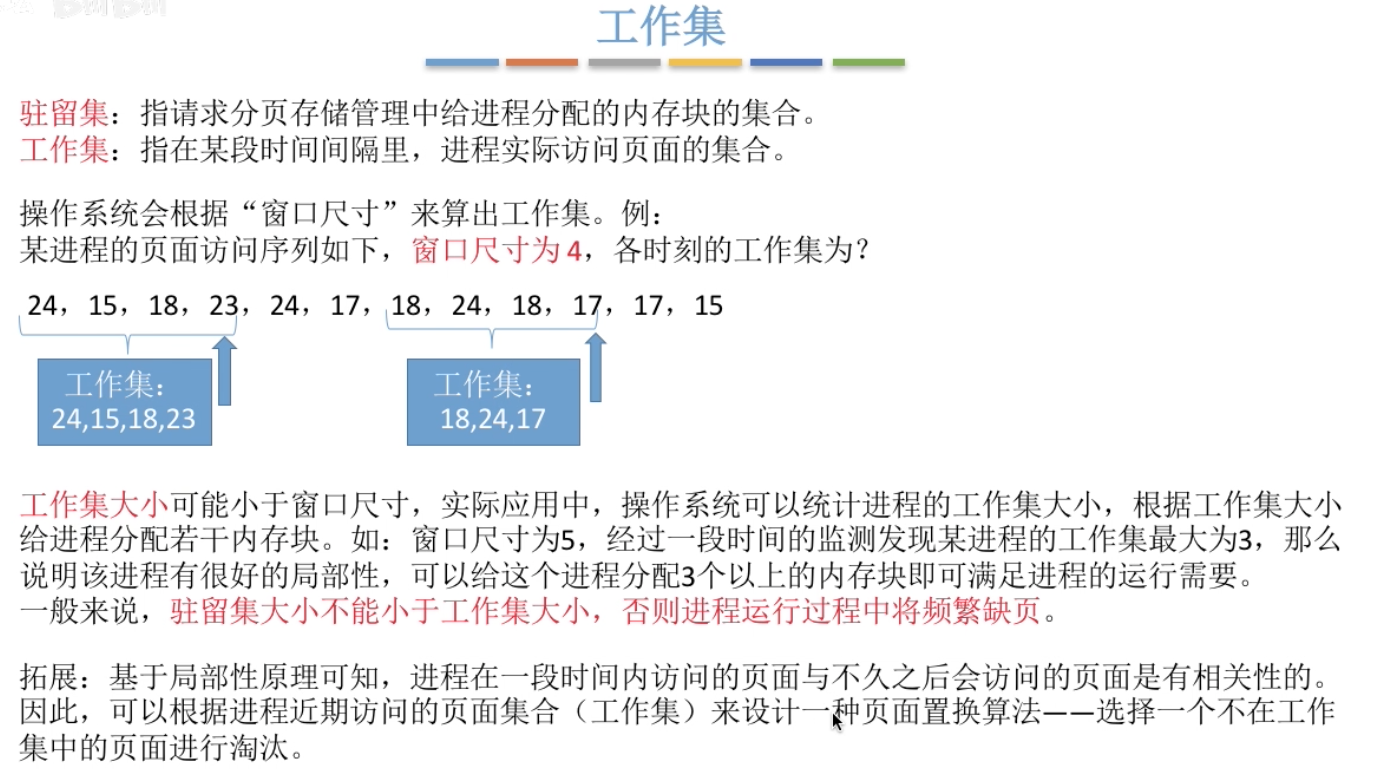 工作集
驻留集：指请求分页存储管理中给进程分配的内存块的集合。
工作集：指在某段时间间隔里，进程实际访问页面的集合。
操作系统会根据“窗口尺寸”来算出工作集。例：
某进程的页面访问序列如下，窗口尺寸为 4，各时刻的工作集为？
24，15，18，23，24，17，18，24，18，17，17，15
工作集：
24,15,18,23
工作集：
18,24,17
工作集大小可能小于窗口尺寸，实际应用中，操作系统可以统计进程的工作集大小，根据工作集大小
给进程分配若干内存块。如：窗口尺寸为5，经过一段时间的监测发现某进程的工作集最大为3，那么
说明该进程有很好的局部性，可以给这个进程分配3个以上的内存块即可满足进程的运行需要。
一般来说，驻留集大小不能小于工作集大小，否则进程运行过程中将频繁缺页。
拓展：基于局部性原理可知，进程在一段时间内访问的页面与不久之后会访问的页面是有相关性的。
因此，可以根据进程近期访问的页面集合（工作集）来设计一种页面置换算法——选择一个不在工作
集中的页面进行淘汰。